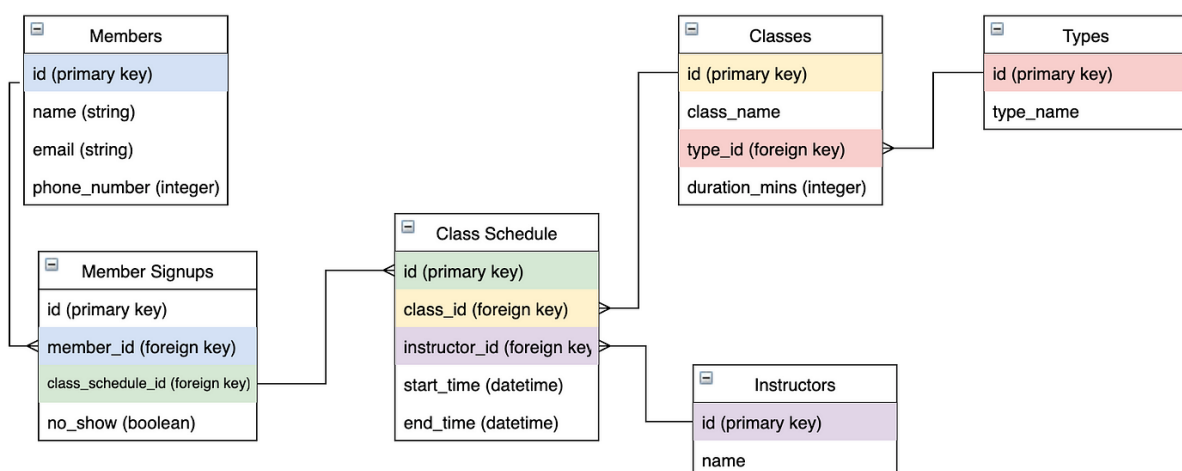 Members
id (primary key)
name (string)
email (string)
phone_number (integer)
Member Signups
id (primary key)
member_id (foreign key)
class_schedule_id (foreign key)
no_show (boolean)
Class Schedule
id (primary key)
class_id (foreign key)
instructor_id (foreign key
start_time (datetime)
end_time (datetime)
Classes
id (primary key)
class_name
type_id (foreign key)
duration_mins (integer)
Types
id (primary key)
type_name
Instructors
id (primary key)
name